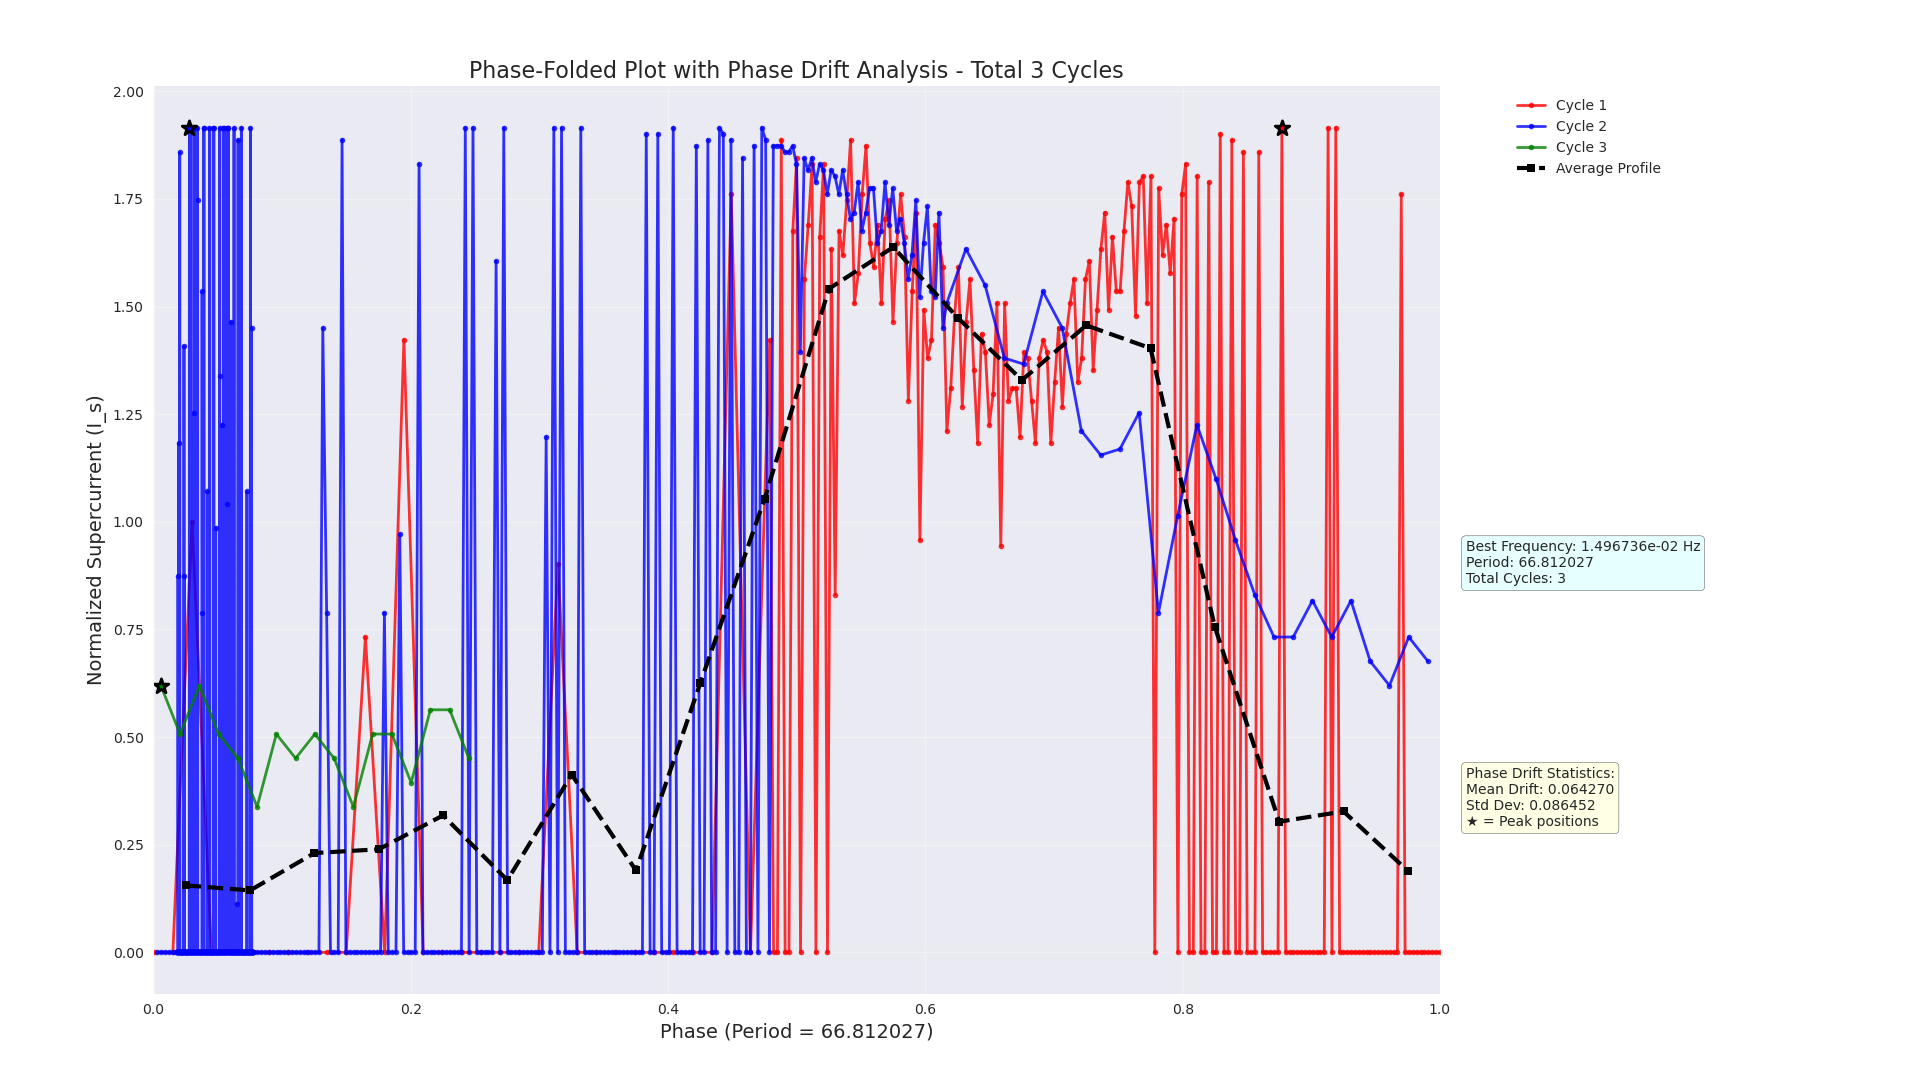 Phase-Folded Plot with Phase Drift Analysis - Total 3 Cycles
Normalized Supercurrent (I_s)
2.00
1.75
1.50
1.25
1.00
0.75
0.50
0.25
0.00
0.0
0.2
0.4
0.6
0.8
1.0
Phase (Period = 66.812027)
Cycle 1
Cycle 2
Cycle 3
Average Profile
Best Frequency: 1.496736e-02 Hz
Period: 66.812027
Total Cycles: 3
Phase Drift Statistics:
Mean Drift: 0.064270
Std Dev: 0.086452
★ = Peak positions